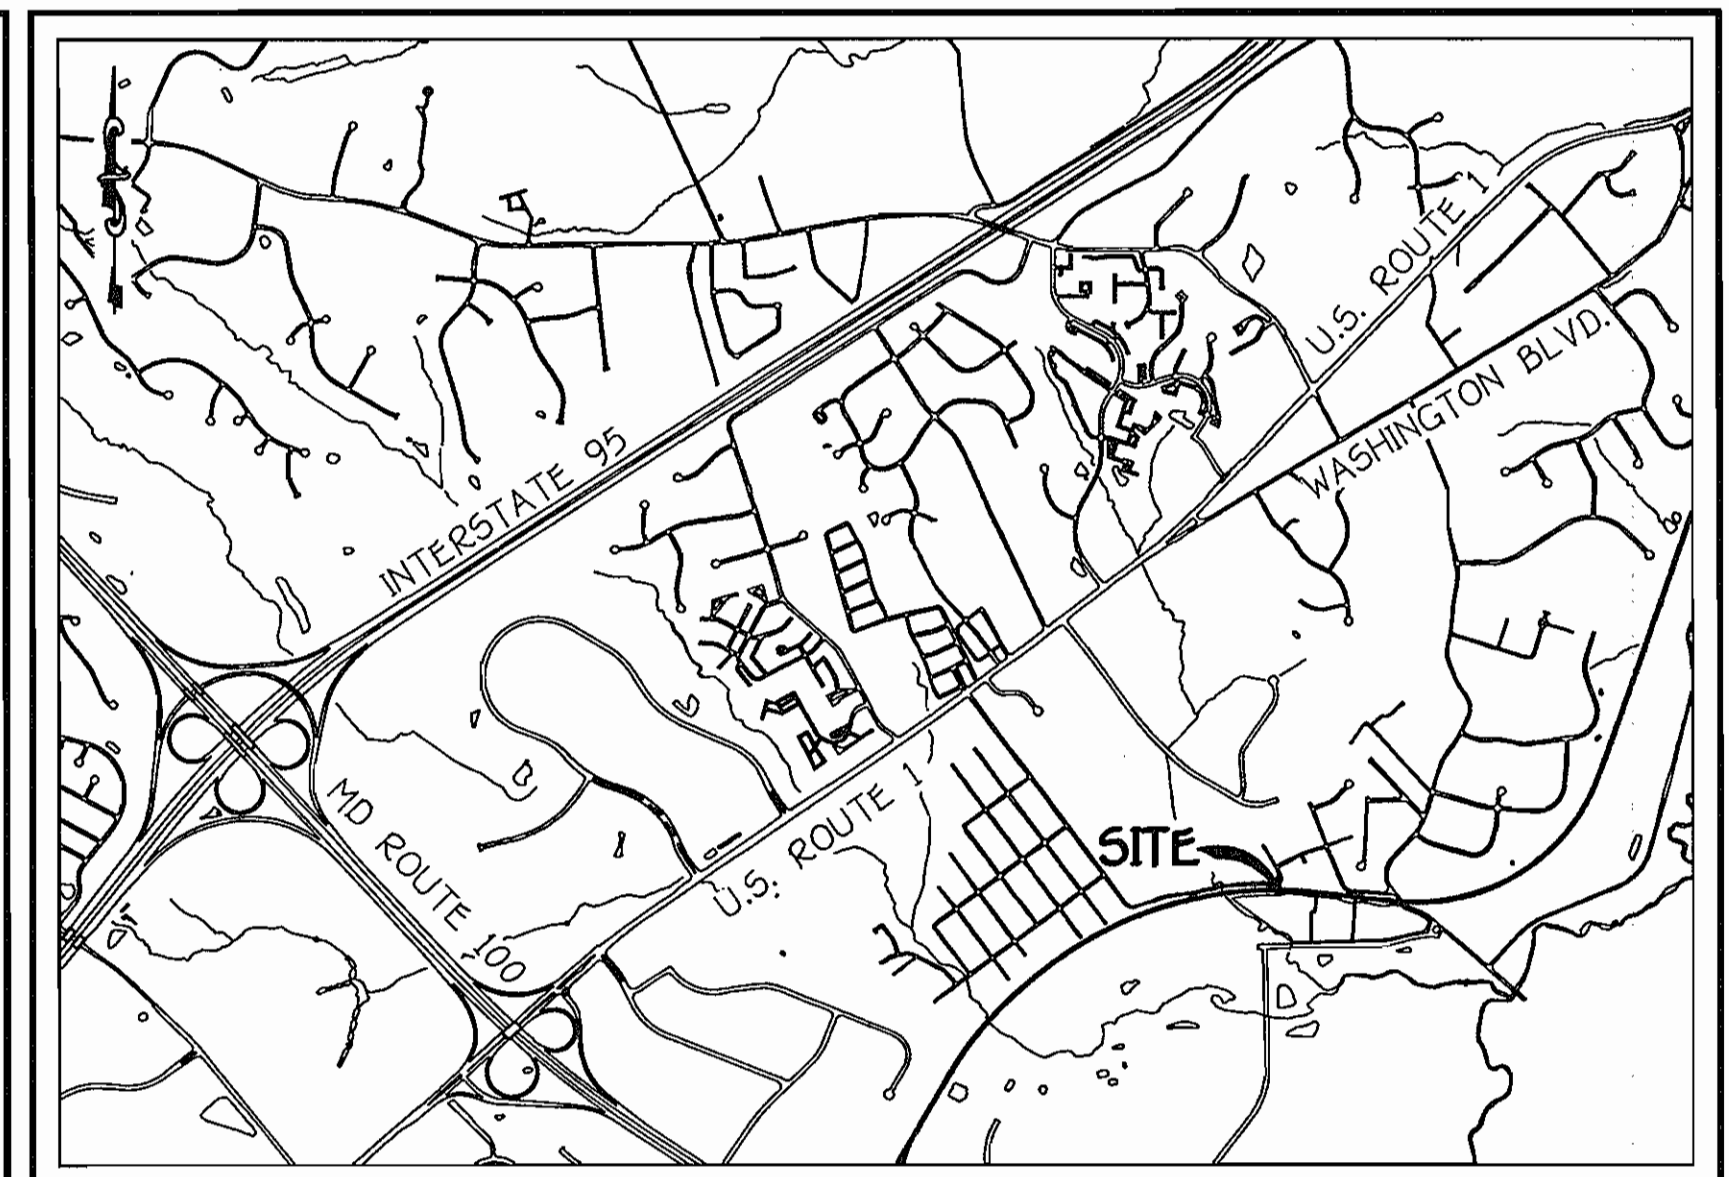 U.S. ROUTE 1
WASHINGTON BLVD.
INTERSTATE 95
MD ROUTE 100
U.S. ROUTE 1
SITE